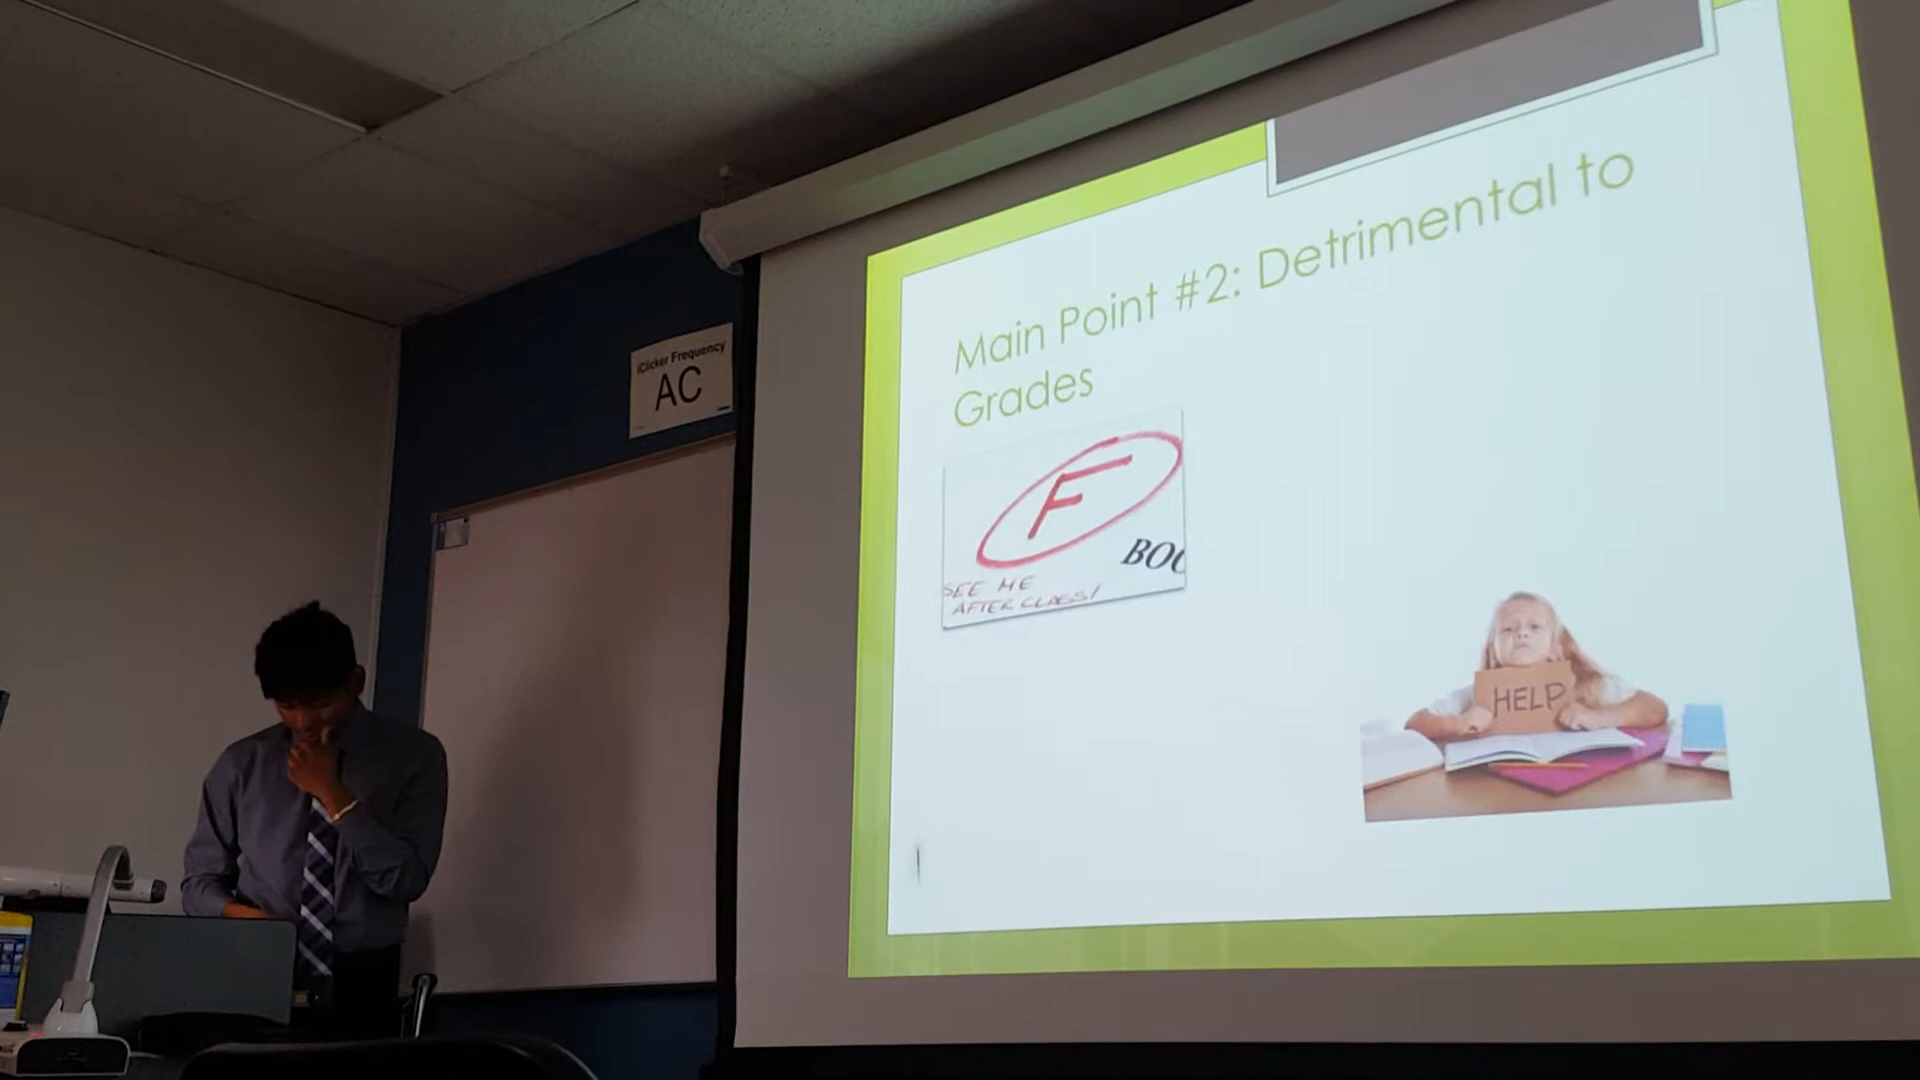 iClicker Frequency
AC
Main Point #2: Detrimental to
Grades
F
BOO
SEE ME
AFTER CLASS!
HELP